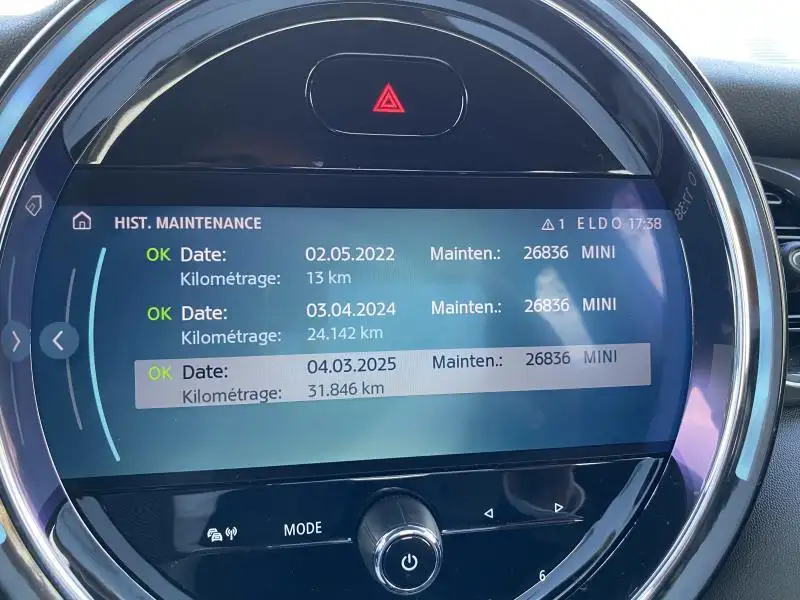 HIST. MAINTENANCE 1 ELDO 17:38
OK Date: 02.05.2022 Mainten.: 26836 MINI
Kilométrage: 13 km
OK Date: 03.04.2024 Mainten.: 26836 MINI
Kilométrage: 24.142 km
OK Date: 04.03.2025 Mainten.: 26836 MINI
Kilométrage: 31.846 km
MODE
6